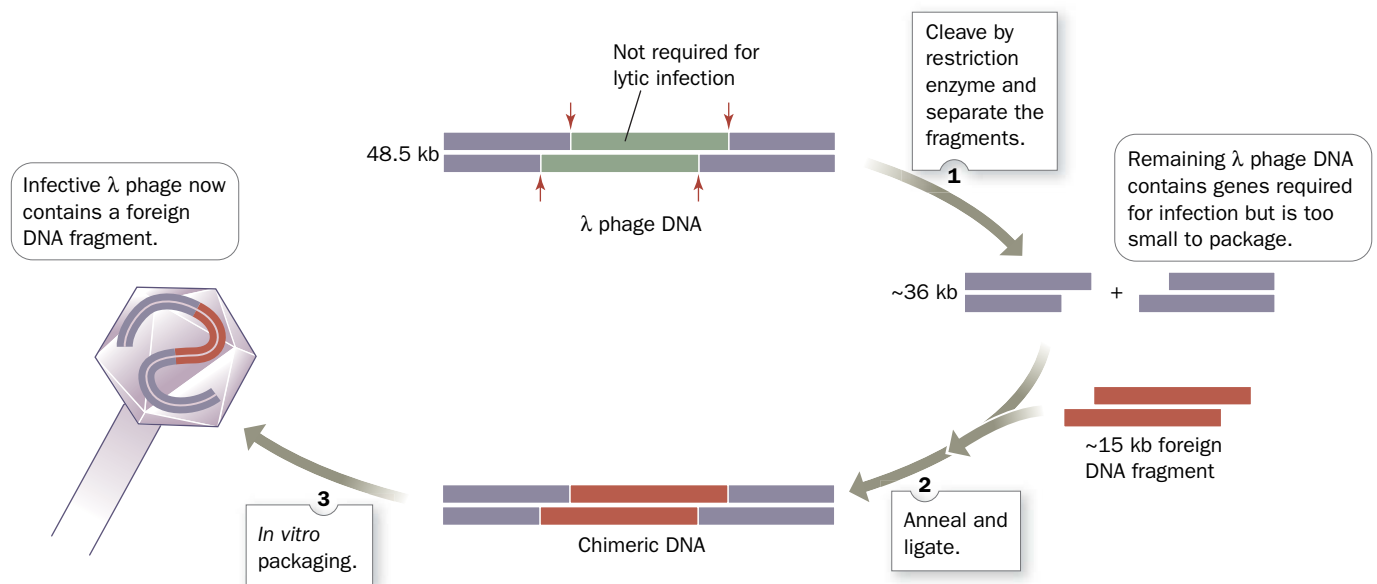 Not required for
lytic infection
48.5 kb
λ phage DNA
Cleave by
restriction
enzyme and
separate the
fragments.
1
Remaining λ phage DNA
contains genes required
for infection but is too
small to package.
~36 kb
+
~15 kb foreign
DNA fragment
2
Anneal and
ligate.
Chimeric DNA
3
In vitro
packaging.
Infective λ phage now
contains a foreign
DNA fragment.